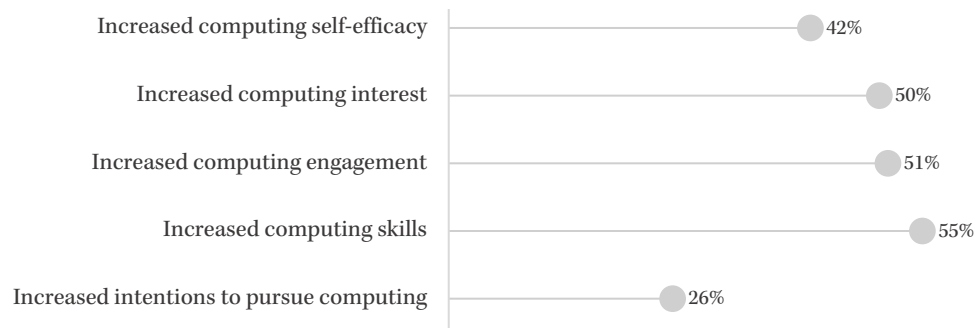 Increased computing self-efficacy 42%
Increased computing interest 50%
Increased computing engagement 51%
Increased computing skills 55%
Increased intentions to pursue computing 26%